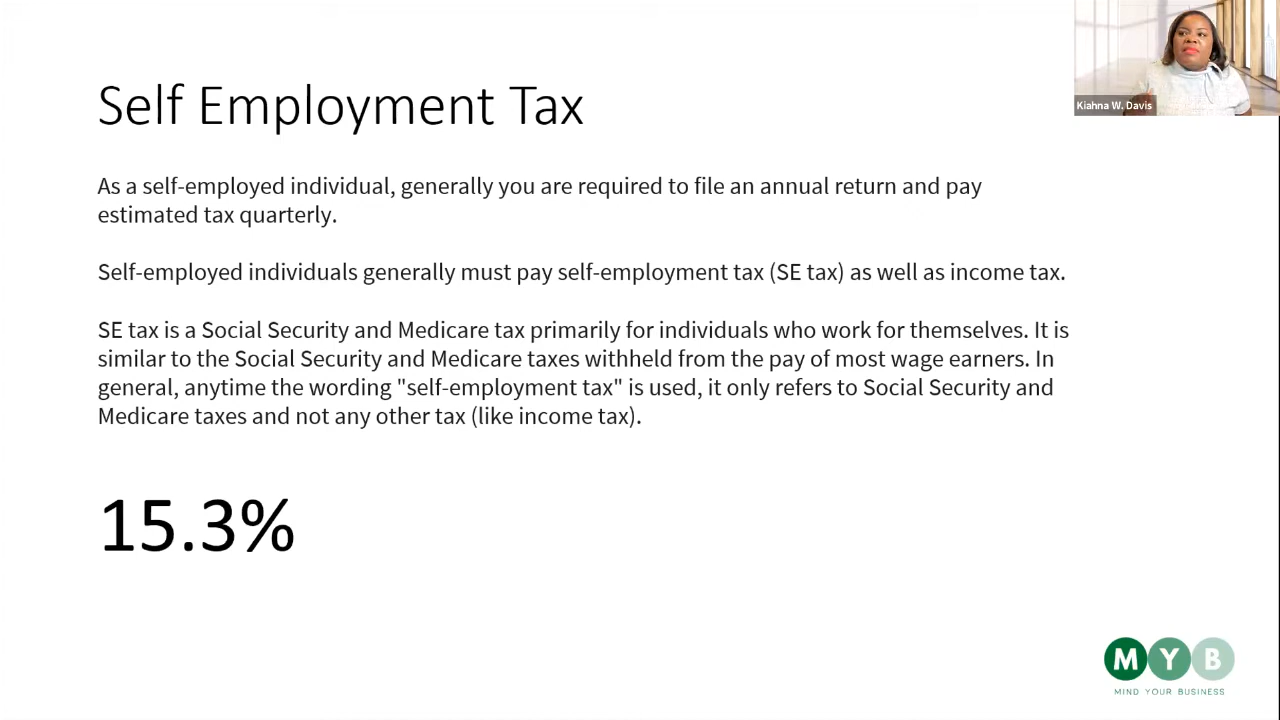 Self Employment Tax
Kiahna W. Davis
As a self-employed individual, generally you are required to file an annual return and pay
estimated tax quarterly.
Self-employed individuals generally must pay self-employment tax (SE tax) as well as income tax.
SE tax is a Social Security and Medicare tax primarily for individuals who work for themselves. It is
similar to the Social Security and Medicare taxes withheld from the pay of most wage earners. In
general, anytime the wording "self-employment tax" is used, it only refers to Social Security and
Medicare taxes and not any other tax (like income tax).
15.3%
MYB
MIND YOUR BUSINESS